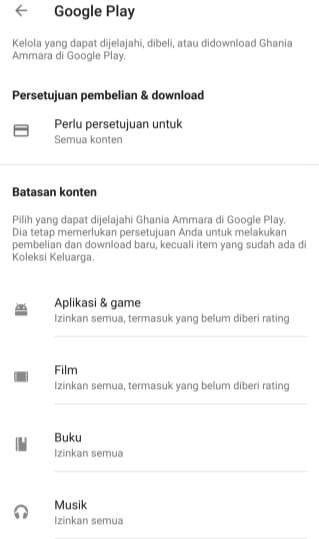 Google Play
Kelola yang dapat dijelajahi, dibeli, atau didownload Ghania
Ammara di Google Play.
Persetujuan pembelian & download
Perlu persetujuan untuk
Semua konten
Batasan konten
Pilih yang dapat dijelajahi Ghania Ammara di Google Play.
Dia tetap memerlukan persetujuan Anda untuk melakukan
pembelian dan download baru, kecuali item yang sudah ada di
Koleksi Keluarga.
Aplikasi & game
Izinkan semua, termasuk yang belum diberi rating
Film
Izinkan semua, termasuk yang belum diberi rating
Buku
Izinkan semua
Musik
Izinkan semua